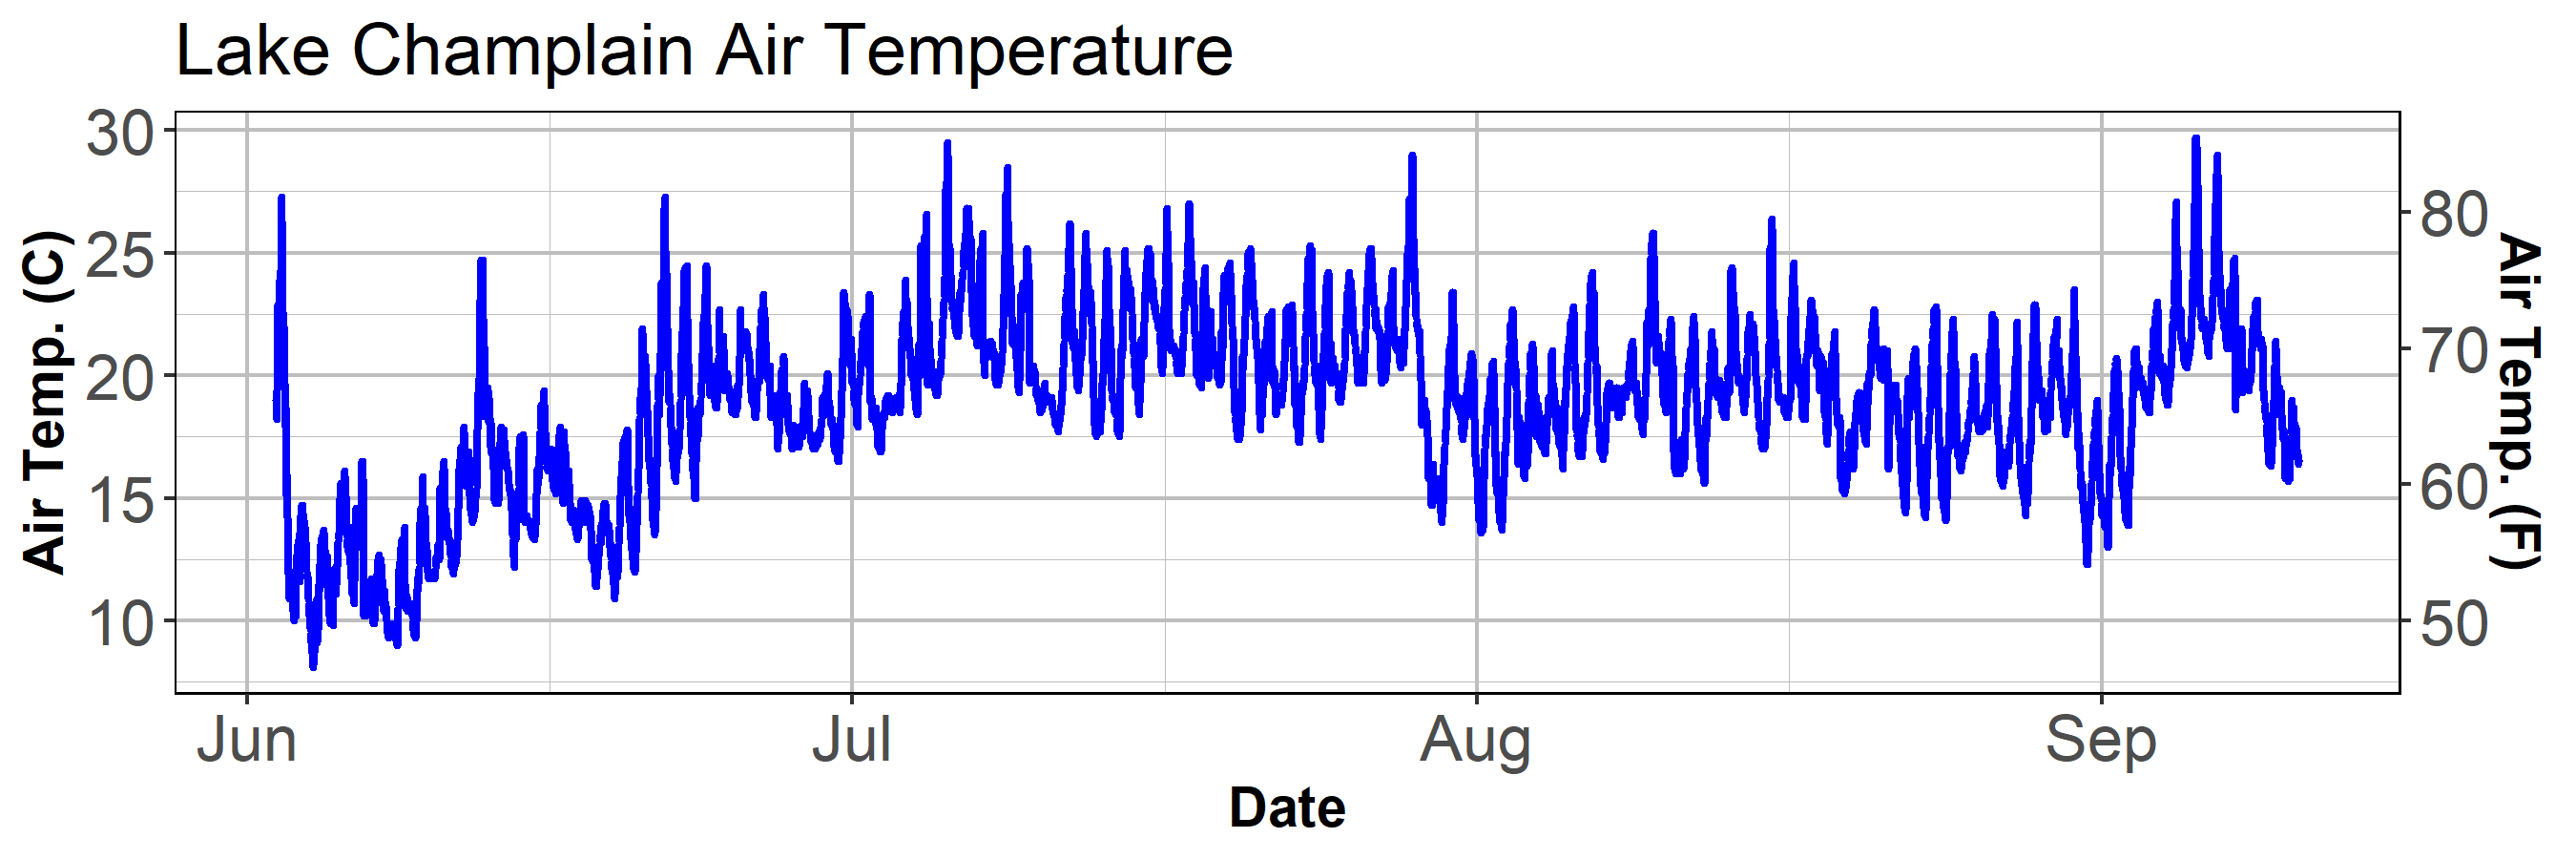 Lake Champlain Air Temperature
30
25
20
15
10
Air Temp. (C)
80
70
60
50
Air Temp. (F)
Jun Jul Aug Sep
Date